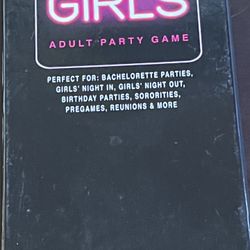 GIRLS
ADULT PARTY GAME
PERFECT FOR: BACHELORETTE PARTIES,
GIRLS' NIGHT IN, GIRLS' NIGHT OUT,
BIRTHDAY PARTIES, SORORITIES,
PREGAMES, REUNIONS & MORE